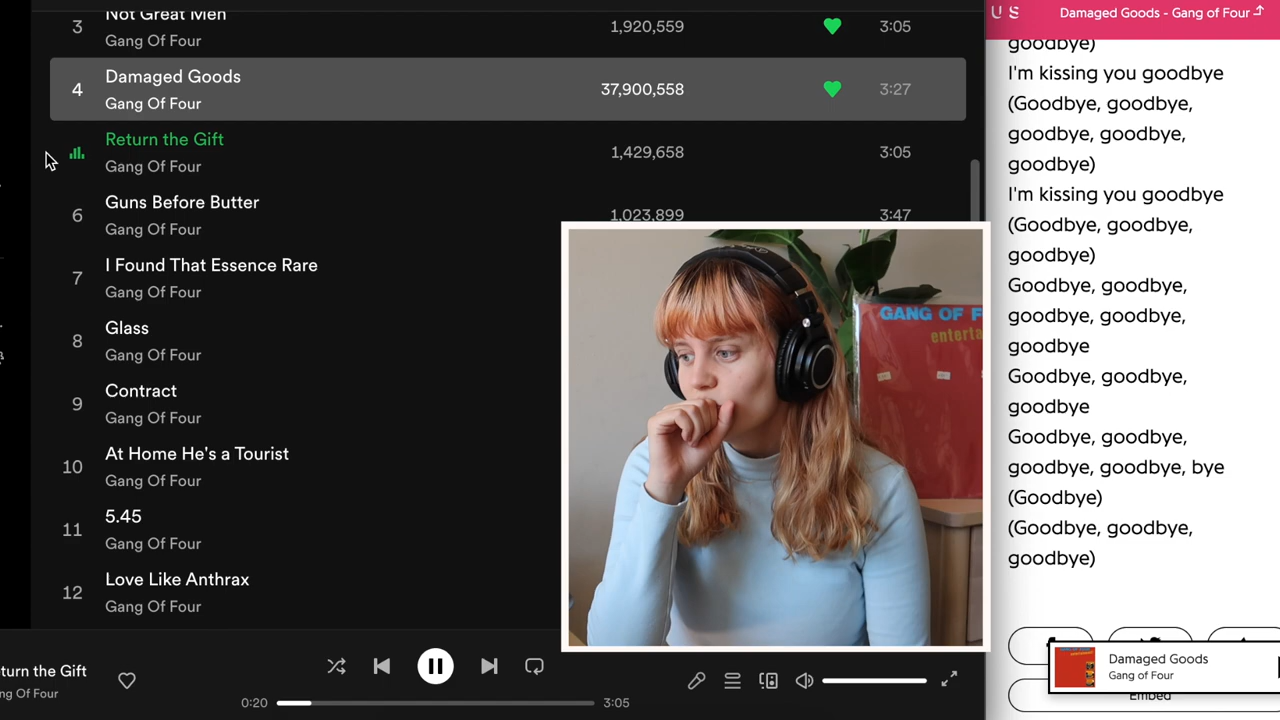 3
Not Great Men
Gang Of Four
1,920,559
3:05
4
Damaged Goods
Gang Of Four
37,900,558
3:27
Return the Gift
Gang Of Four
1,429,658
3:05
6
Guns Before Butter
Gang Of Four
1,023,899
3:47
7
I Found That Essence Rare
Gang Of Four
8
Glass
Gang Of Four
9
Contract
Gang Of Four
10
At Home He's a Tourist
Gang Of Four
11
5.45
Gang Of Four
12
Love Like Anthrax
Gang Of Four
turn the Gift
ng Of Four
0:20
3:05
GANG OF F
enterta
U S
Damaged Goods - Gang of Four
goodbye)
I'm kissing you goodbye
(Goodbye, goodbye,
goodbye, goodbye,
goodbye)
I'm kissing you goodbye
(Goodbye, goodbye,
goodbye)
Goodbye, goodbye,
goodbye, goodbye,
goodbye
Goodbye, goodbye,
goodbye
Goodbye, goodbye,
goodbye, goodbye, bye
(Goodbye)
(Goodbye, goodbye,
goodbye)
Damaged Goods
Gang of Four
Embed